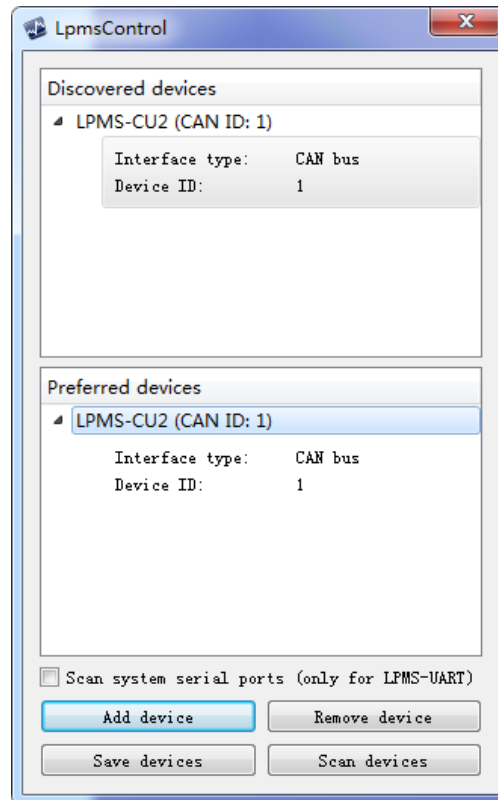 LpmsControl
Discovered devices
LPMS-CU2 (CAN ID: 1)
Interface type: CAN bus
Device ID: 1
Preferred devices
LPMS-CU2 (CAN ID: 1)
Interface type: CAN bus
Device ID: 1
Scan system serial ports (only for LPMS-UART)
Add device Remove device
Save devices Scan devices